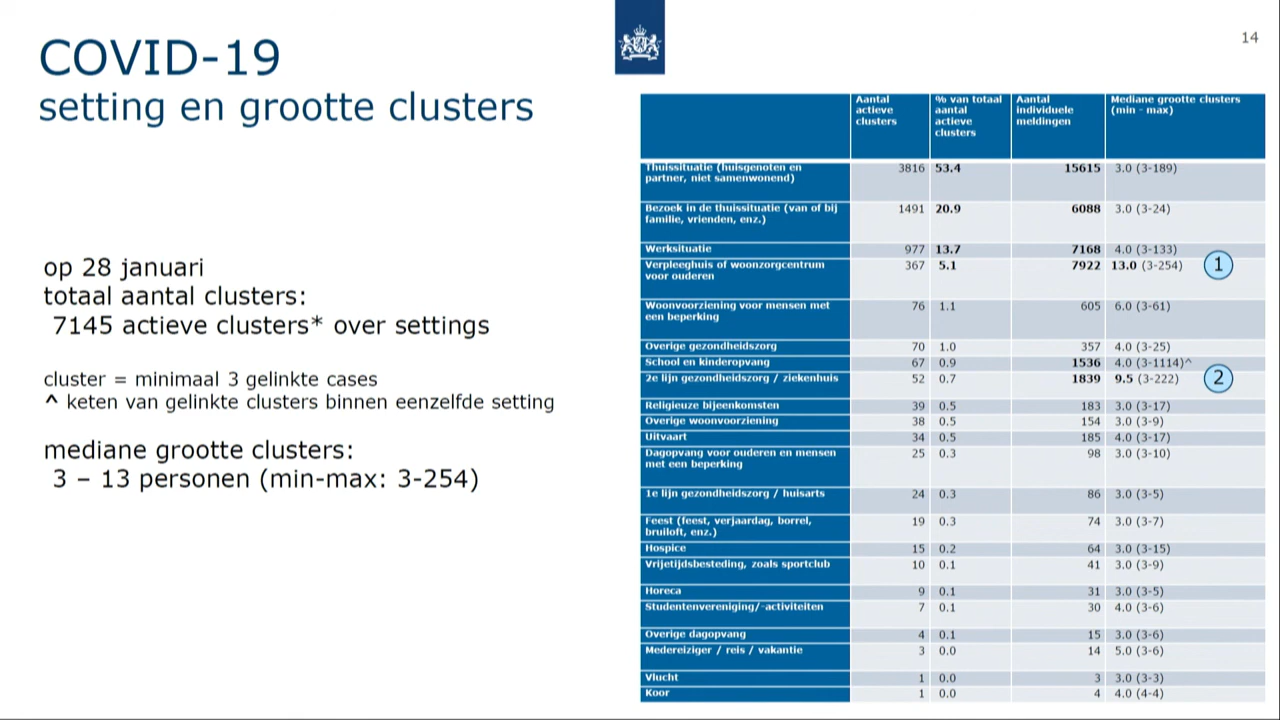 COVID-19
setting en grootte clusters
14
op 28 januari
totaal aantal clusters:
7145 actieve clusters* over settings
cluster = minimaal 3 gelinkte cases
^ keten van gelinkte clusters binnen eenzelfde setting
mediane grootte clusters:
3 – 13 personen (min-max: 3-254)
Aantal actieve clusters % van totaal aantal actieve clusters Aantal individuele meldingen Mediane grootte clusters (min - max)
Thuissituatie (huisgenoten en partner, niet samenwonend) 3816 53.4 15615 3.0 (3-189)
Bezoek in de thuissituatie (van of bij familie, vrienden, enz.) 1491 20.9 6088 3.0 (3-24)
Werksituatie 977 13.7 7168 4.0 (3-133)
Verpleeghuis of woonzorgcentrum voor ouderen 367 5.1 7922 13.0 (3-254) 1
Woonvoorziening voor mensen met een beperking 76 1.1 605 6.0 (3-61)
Overige gezondheidszorg 70 1.0 357 4.0 (3-25)
School en kinderopvang 67 0.9 1536 4.0 (3-1114)^
2e lijn gezondheidszorg / ziekenhuis 52 0.7 1839 9.5 (3-222) 2
Religieuze bijeenkomsten 39 0.5 183 3.0 (3-17)
Overige woonvoorziening 38 0.5 154 3.0 (3-9)
Uitvaart 34 0.5 185 4.0 (3-17)
Dagopvang voor ouderen en mensen met een beperking 25 0.3 98 3.0 (3-10)
1e lijn gezondheidszorg / huisarts 24 0.3 86 3.0 (3-5)
Feest (feest, verjaardag, borrel, bruiloft, enz.) 19 0.3 74 3.0 (3-7)
Hospice 15 0.2 64 3.0 (3-15)
Vrijetijdsbesteding, zoals sportclub 10 0.1 41 3.0 (3-9)
Horeca 9 0.1 31 3.0 (3-5)
Studentenvereniging/-activiteiten 7 0.1 30 4.0 (3-6)
Overige dagopvang 4 0.1 15 3.0 (3-6)
Medereiziger / reis / vakantie 3 0.0 14 5.0 (3-6)
Vlucht 1 0.0 3 3.0 (3-3)
Koor 1 0.0 4 4.0 (4-4)